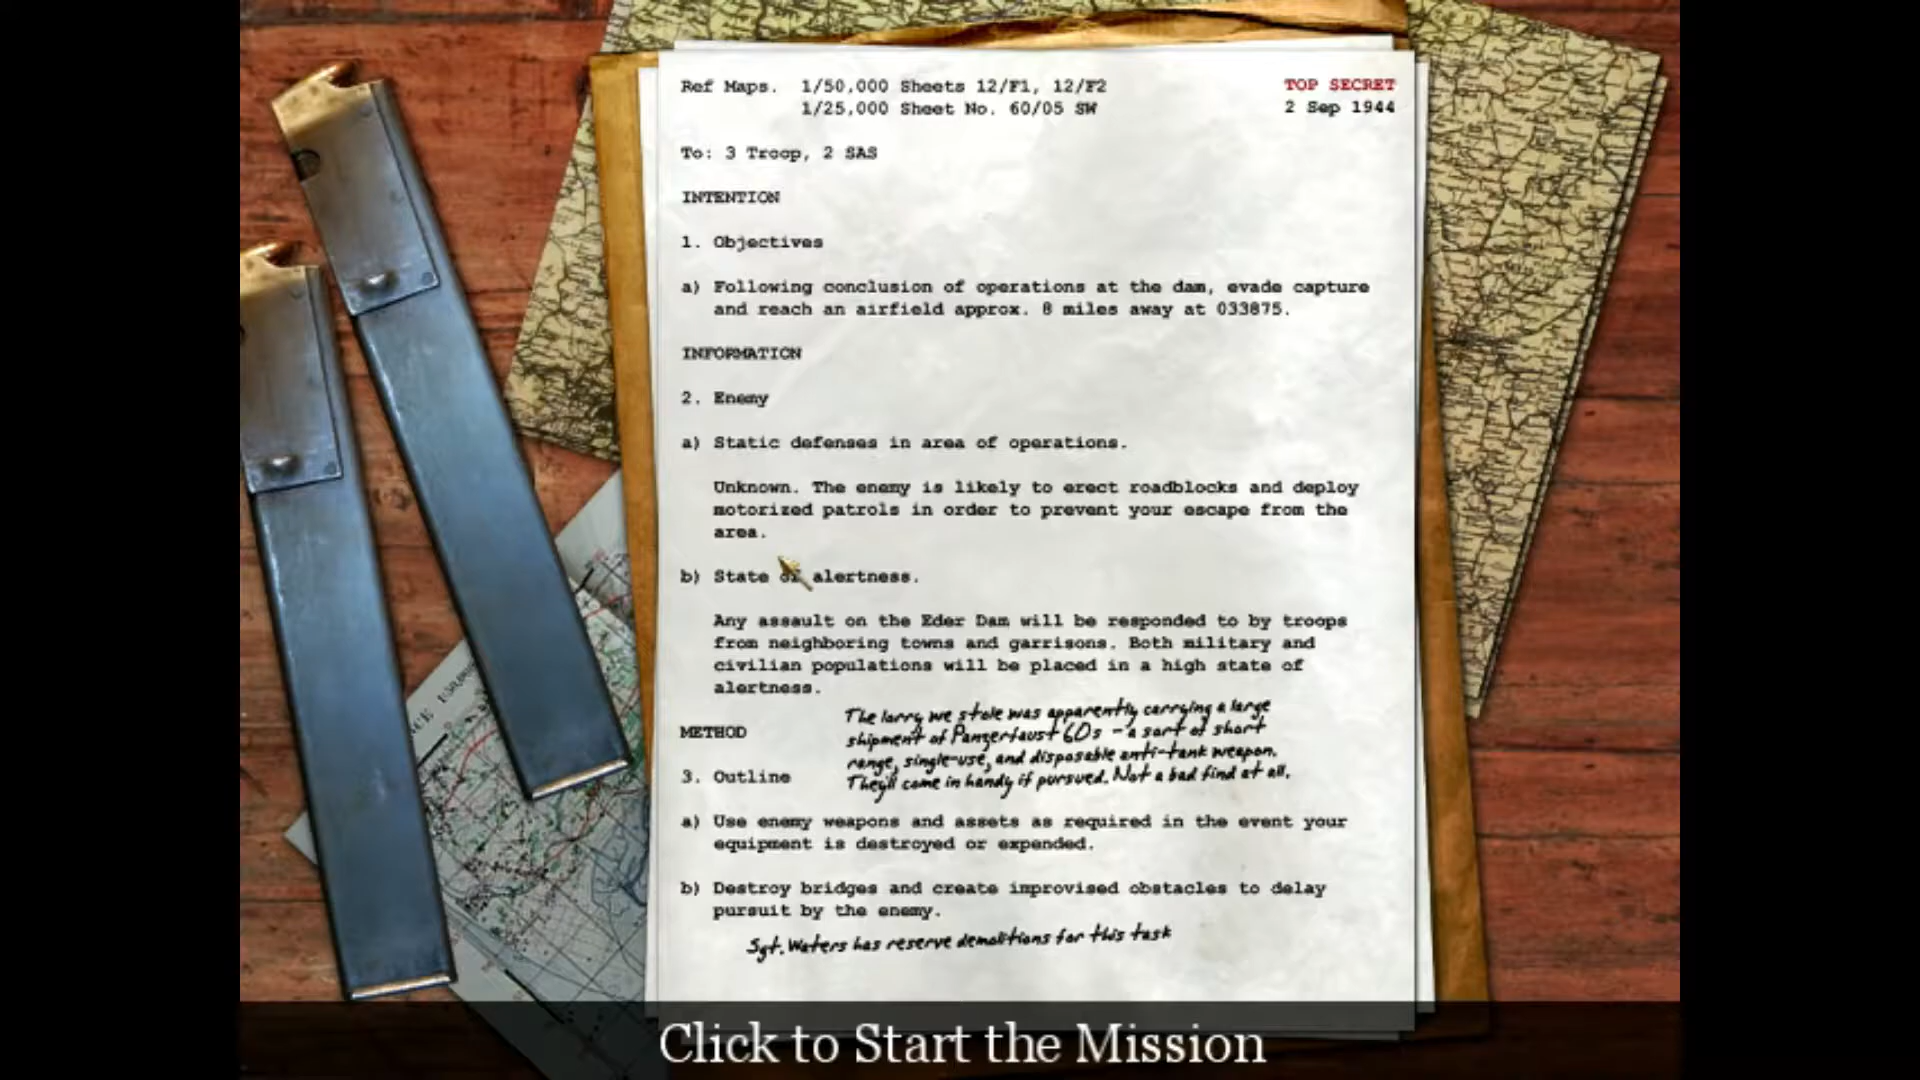 Ref Maps. 1/50,000 Sheets 12/F1, 12/F2
TOP SECRET
1/25,000 Sheet No. 60/05 SW
2 Sep 1944
To: 3 Troop, 2 SAS
INTENTION
1. Objectives
a) Following conclusion of operations at the dam, evade capture
and reach an airfield approx. 8 miles away at 033875.
INFORMATION
2. Enemy
a) Static defenses in area of operations.
Unknown. The enemy is likely to erect roadblocks and deploy
motorized patrols in order to prevent your escape from the
area.
b) State of alertness.
Any assault on the Eder Dam will be responded to by troops
from neighboring towns and garrisons. Both military and
civilian populations will be placed in a high state of
alertness.
The lorry we stole was apparently carrying a large
shipment of Panzerfaust 60s - a sort of short
range, single-use, and disposable anti-tank weapon.
They'll come in handy if pursued. Not a bad find at all.
METHOD
3. Outline
a) Use enemy weapons and assets as required in the event your
equipment is destroyed or expended.
b) Destroy bridges and create improvised obstacles to delay
pursuit by the enemy.
Sgt. Waters has reserve demolitions for this task
Click to Start the Mission